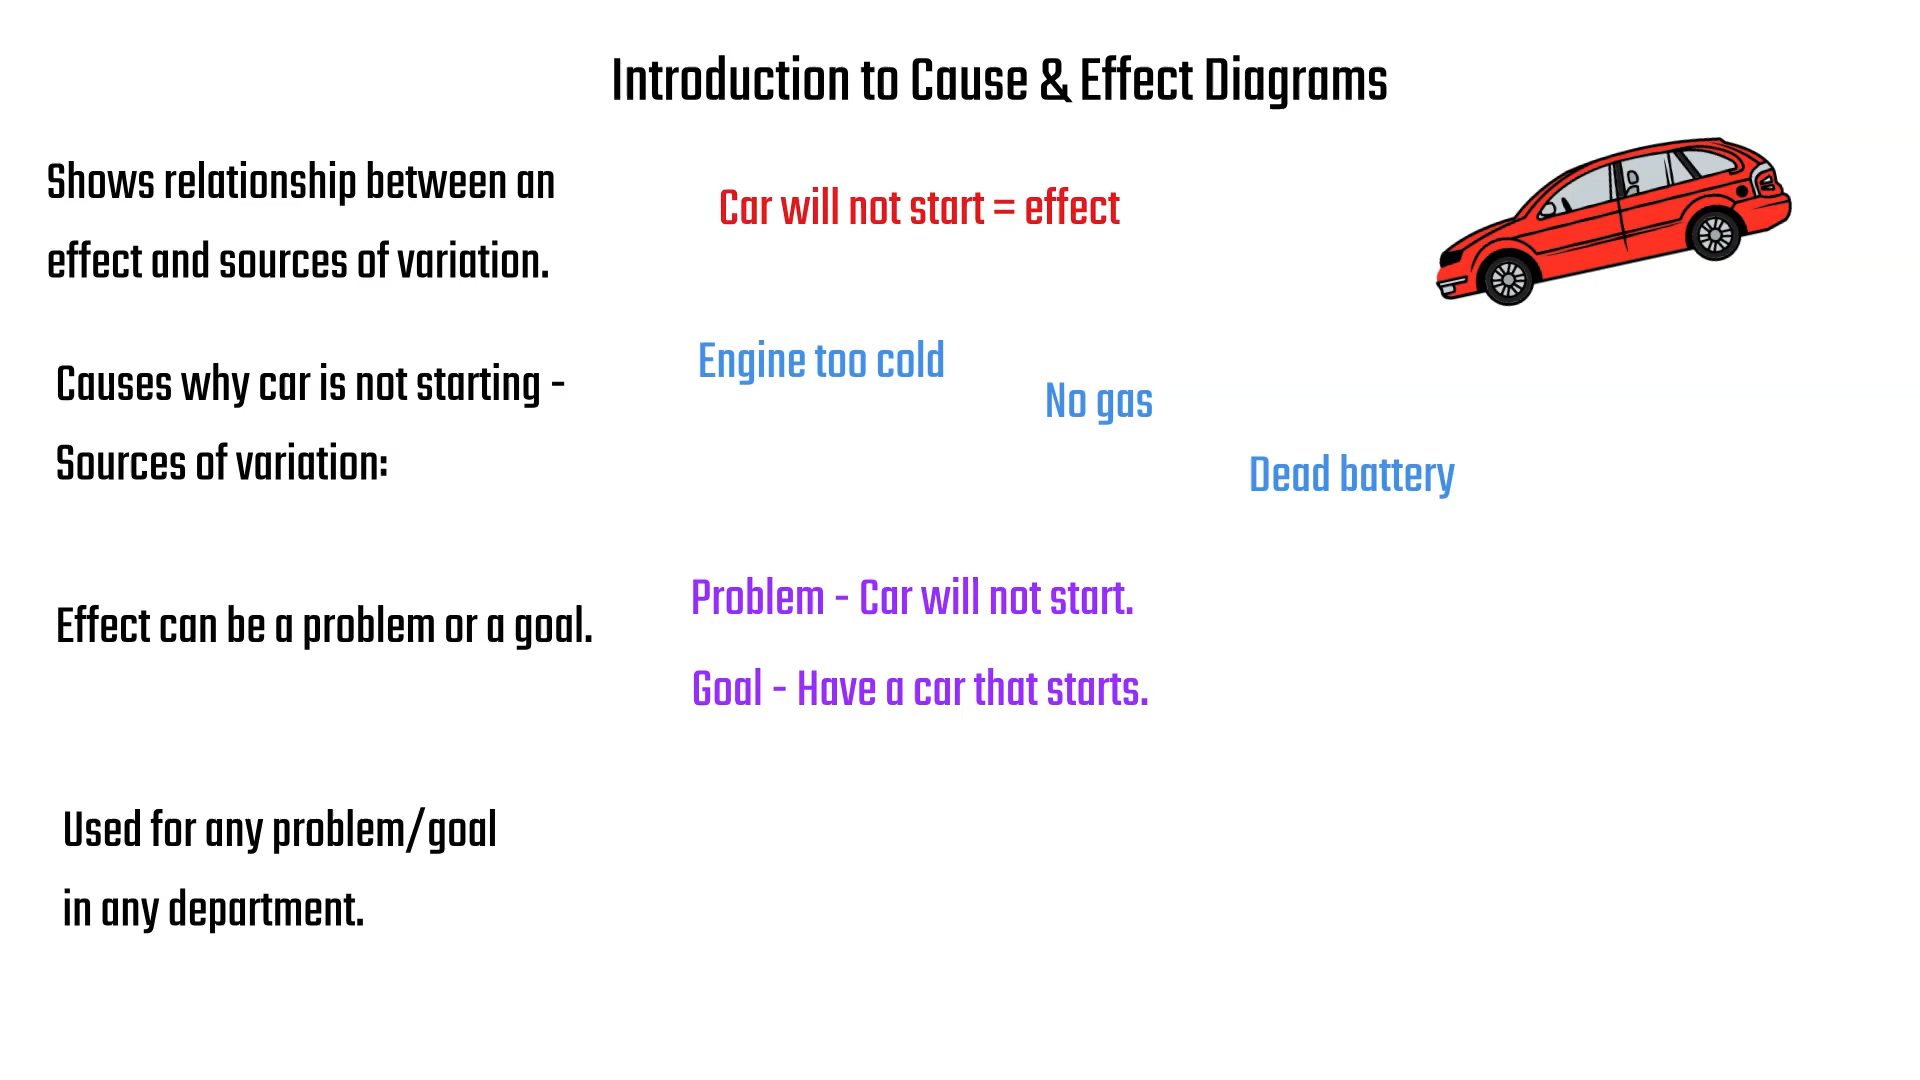 Introduction to Cause & Effect Diagrams
Shows relationship between an
effect and sources of variation.
Car will not start = effect
Causes why car is not starting -
Sources of variation:
Engine too cold
No gas
Dead battery
Effect can be a problem or a goal.
Problem - Car will not start.
Goal - Have a car that starts.
Used for any problem/goal
in any department.